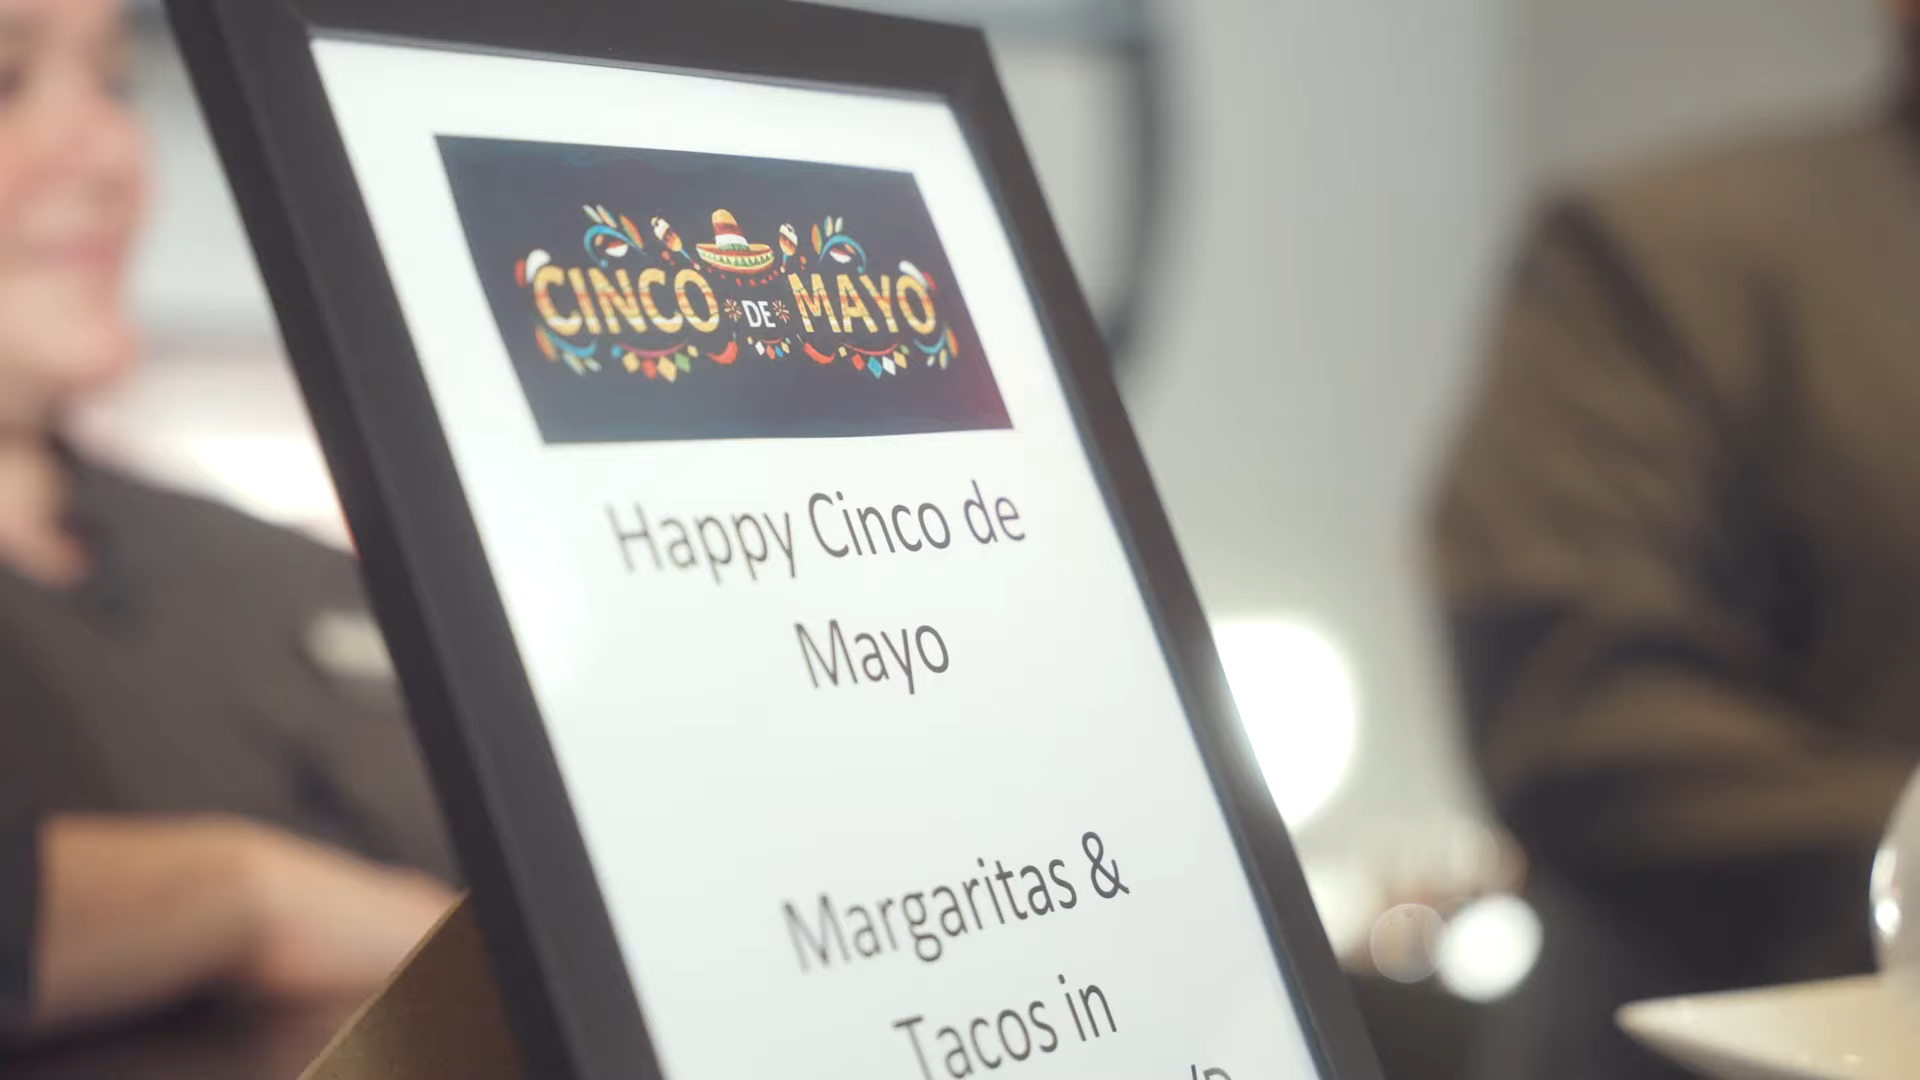 CINCO DE MAYO
Happy Cinco de
Mayo
Margaritas &
Tacos in